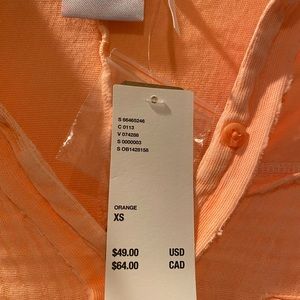 S 66465246
C 0113
V 074288
S 0000003
S OB1428158
ORANGE
XS
$49.00 USD
$64.00 CAD